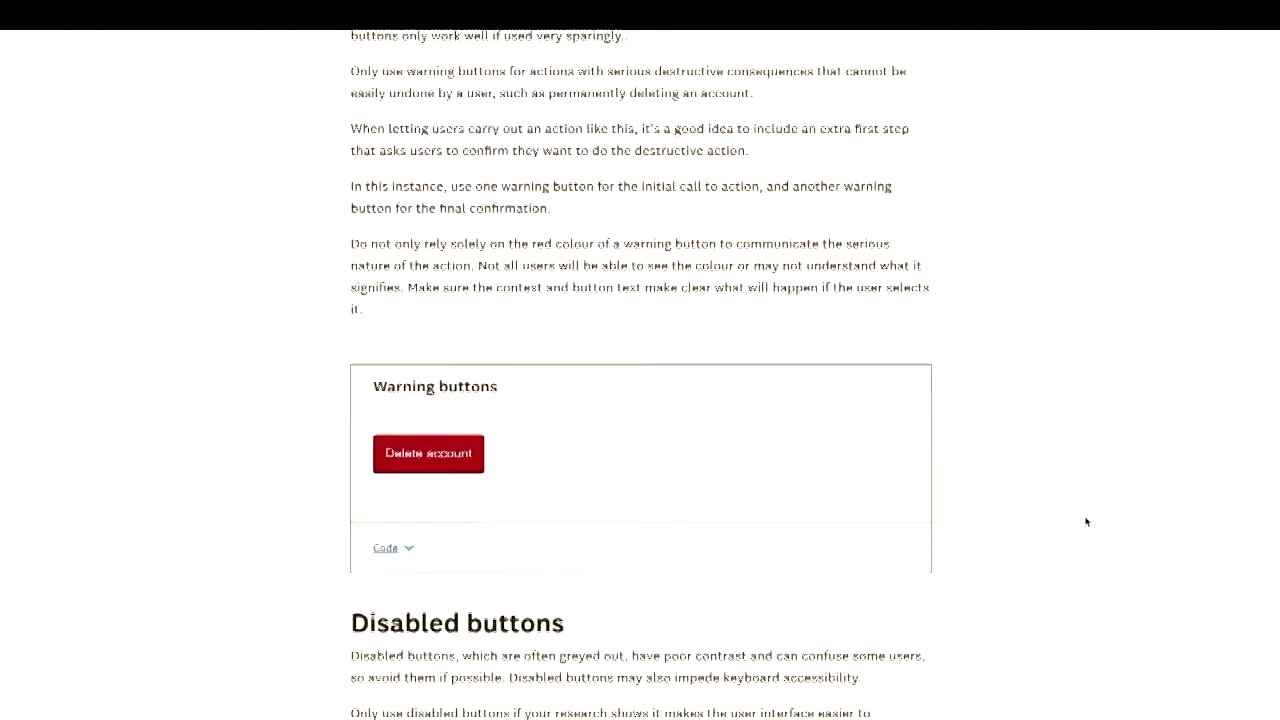 buttons only work well if used very sparingly.
Only use warning buttons for actions with serious destructive consequences that cannot be
easily undone by a user, such as permanently deleting an account.
When letting users carry out an action like this, it's a good idea to include an extra first step
that asks users to confirm they want to do the destructive action.
In this instance, use one warning button for the initial call to action, and another warning
button for the final confirmation.
Do not only rely solely on the red colour of a warning button to communicate the serious
nature of the action. Not all users will be able to see the colour or may not understand what it
signifies. Make sure the context and button text make clear what will happen if the user selects
it.
Warning buttons
Delete account
Code
Disabled buttons
Disabled buttons, which are often greyed out, have poor contrast and can confuse some users,
so avoid them if possible. Disabled buttons may also impede keyboard accessibility.
Only use disabled buttons if your research shows it makes the user interface easier to